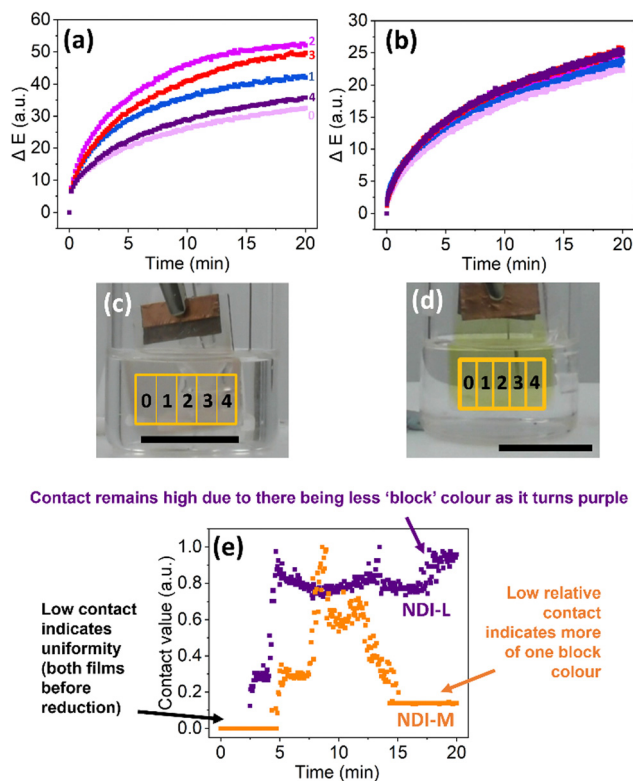 (a)
60
50
40
30
20
10
0
Δ E (a.u.)
2
3
1
4
0
0 5 10 15 20
Time (min)
(b)
30
25
20
15
10
5
0
Δ E (a.u.)
0 5 10 15 20
Time (min)
(c)
0 1 2 3 4
(d)
0 1 2 3 4
Contact remains high due to there being less ‘block’ colour as it turns purple
(e)
1.0
0.8
0.6
0.4
0.2
0.0
Contact value (a.u.)
NDI-L
NDI-M
0 5 10 15 20
Time (min)
Low contact
indicates
uniformity
(both films
before
reduction)
Low relative
contact
indicates more
of one block
colour